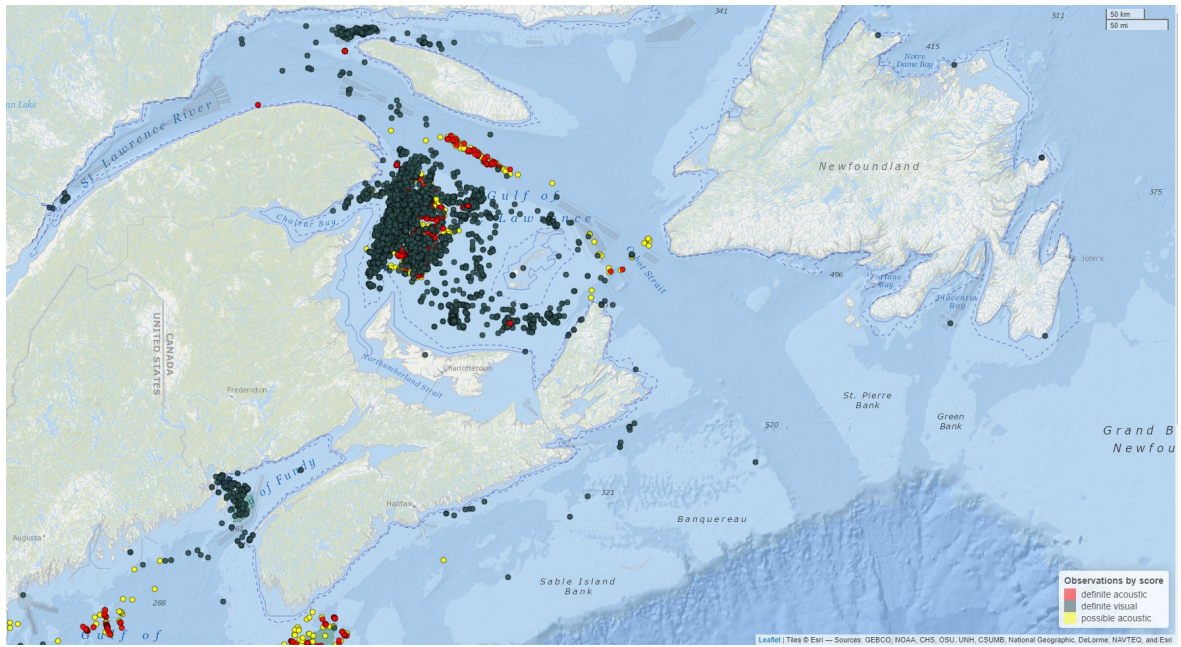 50 km
50 mi
341
511
415
Notre
Dame Bay
an Lake
St. Lawrence River
Newfoundland
375
Gulf of
Lawrence
Chaleur Bay
Cabot Strait
St. John's
496
Fortune
Bay
Placentia
Bay
CANADA
UNITED STATES
Northumberland Strait
Charlottetown
Fredericton
St. Pierre
Bank
Green
Bank
520
Grand B
Newfou
of Fundy
321
Halifax
Banquereau
Augusta
Sable Island
Bank
288
Gulf of
Observations by score
definite acoustic
definite visual
possible acoustic
Leaflet | Tiles © Esri — Sources: GEBCO, NOAA, CHS, OSU, UNH, CSUMB, National Geographic, DeLorme, NAVTEQ, and Esri